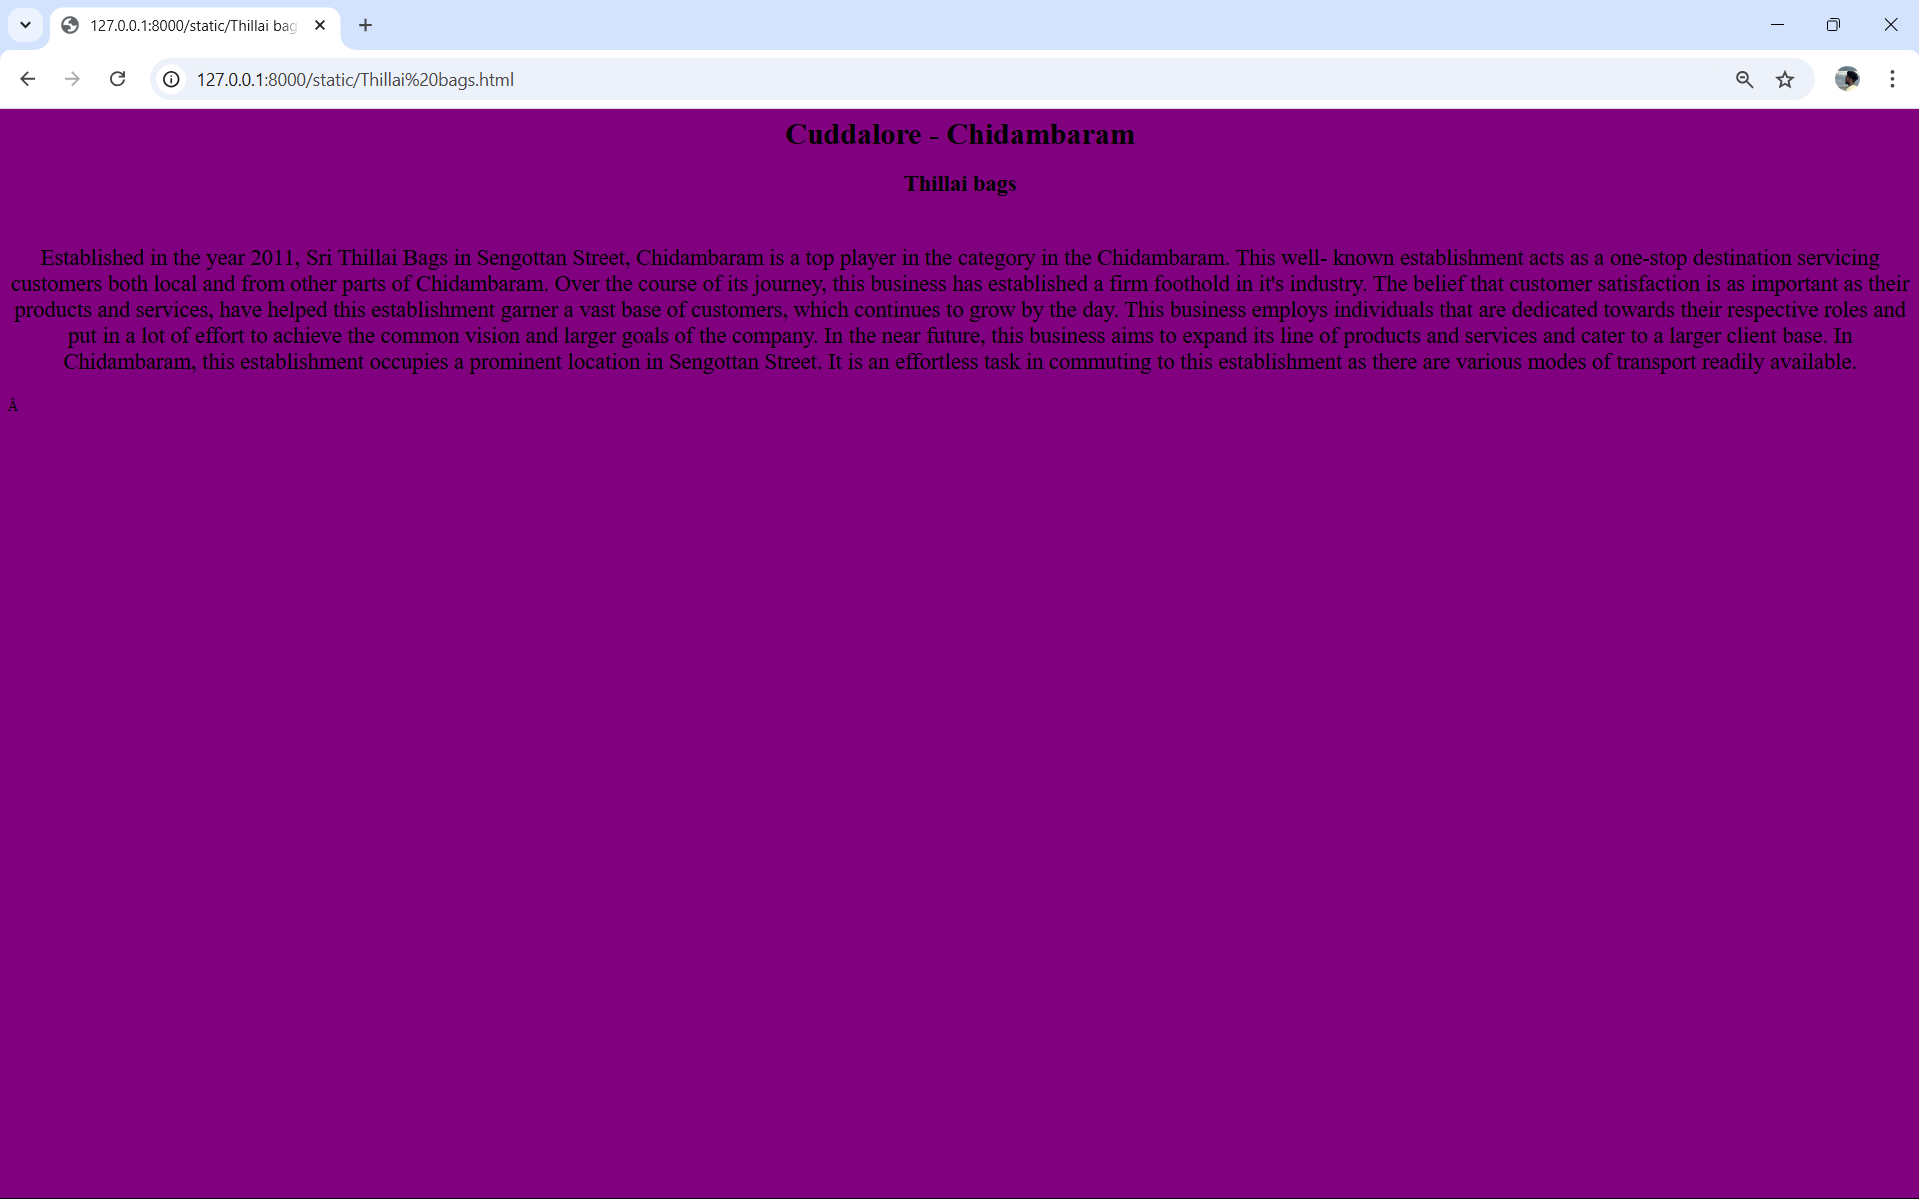 127.0.0.1:8000/static/Thillai bag
127.0.0.1:8000/static/Thillai%20bags.html
Cuddalore - Chidambaram
Thillai bags
Established in the year 2011, Sri Thillai Bags in Sengottan Street, Chidambaram is a top player in the category in the Chidambaram. This well- known establishment acts as a one-stop destination servicing
customers both local and from other parts of Chidambaram. Over the course of its journey, this business has established a firm foothold in it's industry. The belief that customer satisfaction is as important as their
products and services, have helped this establishment garner a vast base of customers, which continues to grow by the day. This business employs individuals that are dedicated towards their respective roles and
put in a lot of effort to achieve the common vision and larger goals of the company. In the near future, this business aims to expand its line of products and services and cater to a larger client base. In
Chidambaram, this establishment occupies a prominent location in Sengottan Street. It is an effortless task in commuting to this establishment as there are various modes of transport readily available.
Â